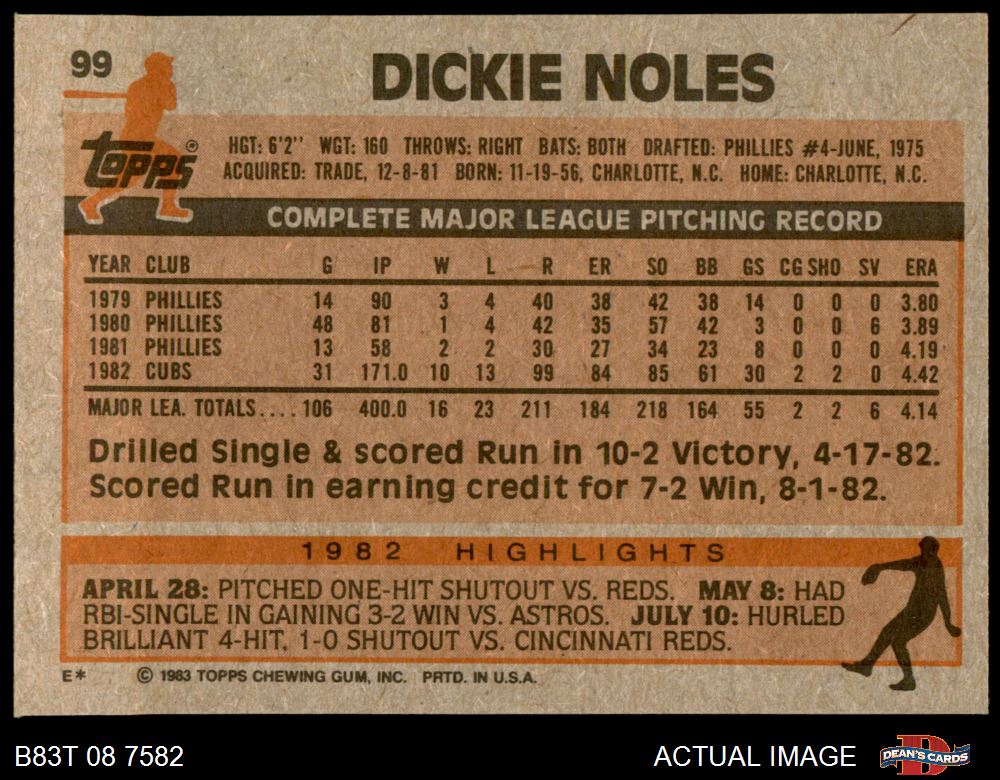 99
DICKIE NOLES
topps®
HGT: 6'2'' WGT: 160 THROWS: RIGHT BATS: BOTH DRAFTED: PHILLIES #4-JUNE, 1975
ACQUIRED: TRADE, 12-8-81 BORN: 11-19-56, CHARLOTTE, N.C. HOME: CHARLOTTE, N.C.
COMPLETE MAJOR LEAGUE PITCHING RECORD
YEAR CLUB G IP W L R ER SO BB GS CG SHO SV ERA
1979 PHILLIES 14 90 3 4 40 38 42 38 14 0 0 0 3.80
1980 PHILLIES 48 81 1 4 42 35 57 42 3 0 0 6 3.89
1981 PHILLIES 13 58 2 2 30 27 34 23 8 0 0 0 4.19
1982 CUBS 31 171.0 10 13 99 84 85 61 30 2 2 0 4.42
MAJOR LEA. TOTALS.... 106 400.0 16 23 211 184 218 164 55 2 2 6 4.14
Drilled Single & scored Run in 10-2 Victory, 4-17-82.
Scored Run in earning credit for 7-2 Win, 8-1-82.
1982 HIGHLIGHTS
APRIL 28: PITCHED ONE-HIT SHUTOUT VS. REDS. MAY 8: HAD
RBI-SINGLE IN GAINING 3-2 WIN VS. ASTROS. JULY 10: HURLED
BRILLIANT 4-HIT, 1-0 SHUTOUT VS. CINCINNATI REDS.
E* © 1983 TOPPS CHEWING GUM, INC. PRTD. IN U.S.A.
B83T 08 7582 ACTUAL IMAGE DEAN'S CARDS